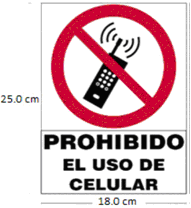 25.0 cm
PROHIBIDO
EL USO DE
CELULAR
18.0 cm